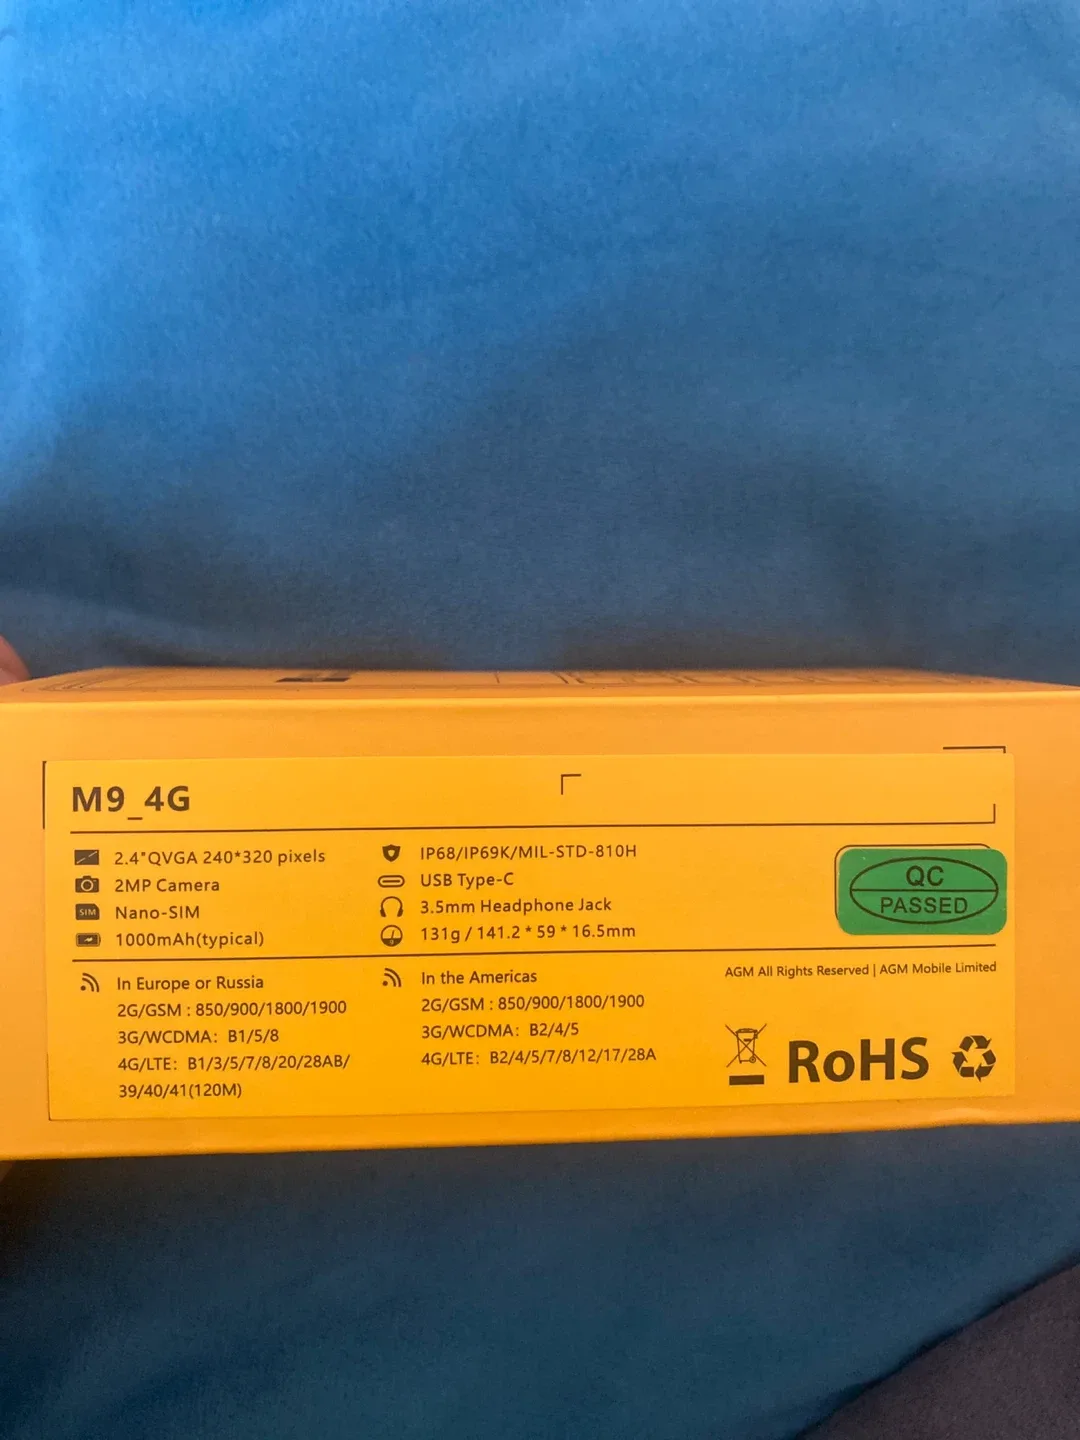 M9_4G
2.4"QVGA 240*320 pixels
2MP Camera
SIM
Nano-SIM
1000mAh(typical)
IP68/IP69K/MIL-STD-810H
USB Type-C
3.5mm Headphone Jack
131g / 141.2 * 59 * 16.5mm
QC
PASSED
In Europe or Russia
2G/GSM : 850/900/1800/1900
3G/WCDMA: B1/5/8
4G/LTE: B1/3/5/7/8/20/28AB/
39/40/41(120M)
In the Americas
2G/GSM : 850/900/1800/1900
3G/WCDMA: B2/4/5
4G/LTE: B2/4/5/7/8/12/17/28A
AGM All Rights Reserved | AGM Mobile Limited
RoHS